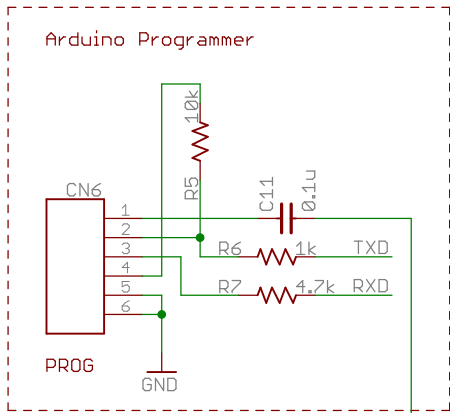 Arduino Programmer
10k
R5
CN6
C11
0.1u
1
2
3
4
5
6
R6
1k
TXD
R7
4.7k
RXD
PROG
GND